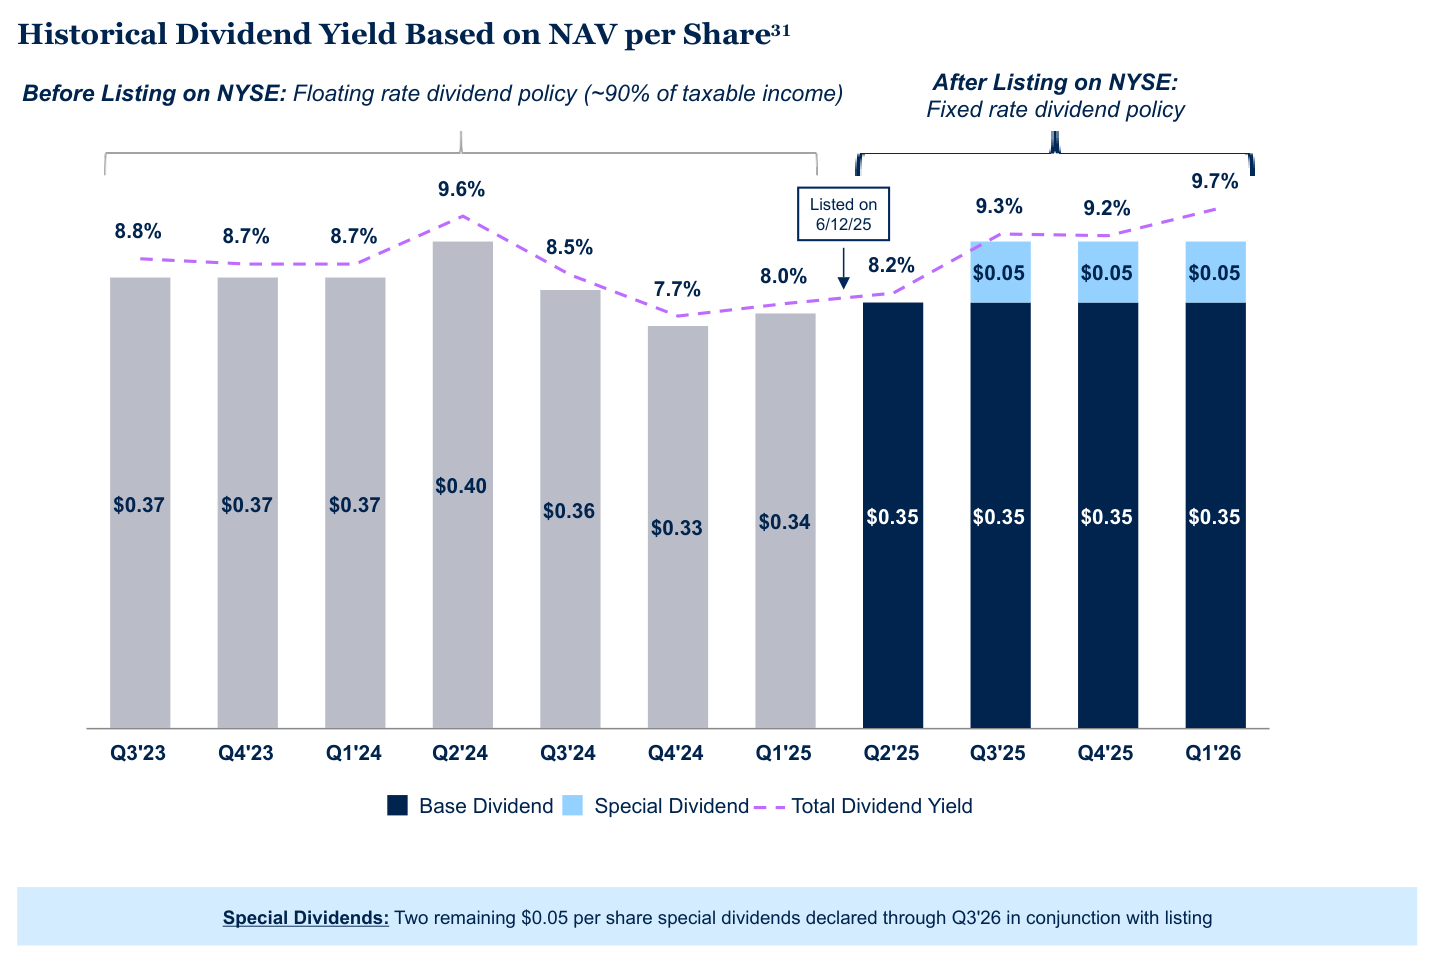 Historical Dividend Yield Based on NAV per Share³¹
Before Listing on NYSE: Floating rate dividend policy (~90% of taxable income)
After Listing on NYSE:
Fixed rate dividend policy
8.8%
8.7%
8.7%
9.6%
8.5%
7.7%
8.0%
Listed on
6/12/25
8.2%
9.3%
9.2%
9.7%
$0.05
$0.05
$0.05
$0.37
$0.37
$0.37
$0.40
$0.36
$0.33
$0.34
$0.35
$0.35
$0.35
$0.35
Q3'23
Q4'23
Q1'24
Q2'24
Q3'24
Q4'24
Q1'25
Q2'25
Q3'25
Q4'25
Q1'26
Base Dividend
Special Dividend
Total Dividend Yield
Special Dividends: Two remaining $0.05 per share special dividends declared through Q3'26 in conjunction with listing